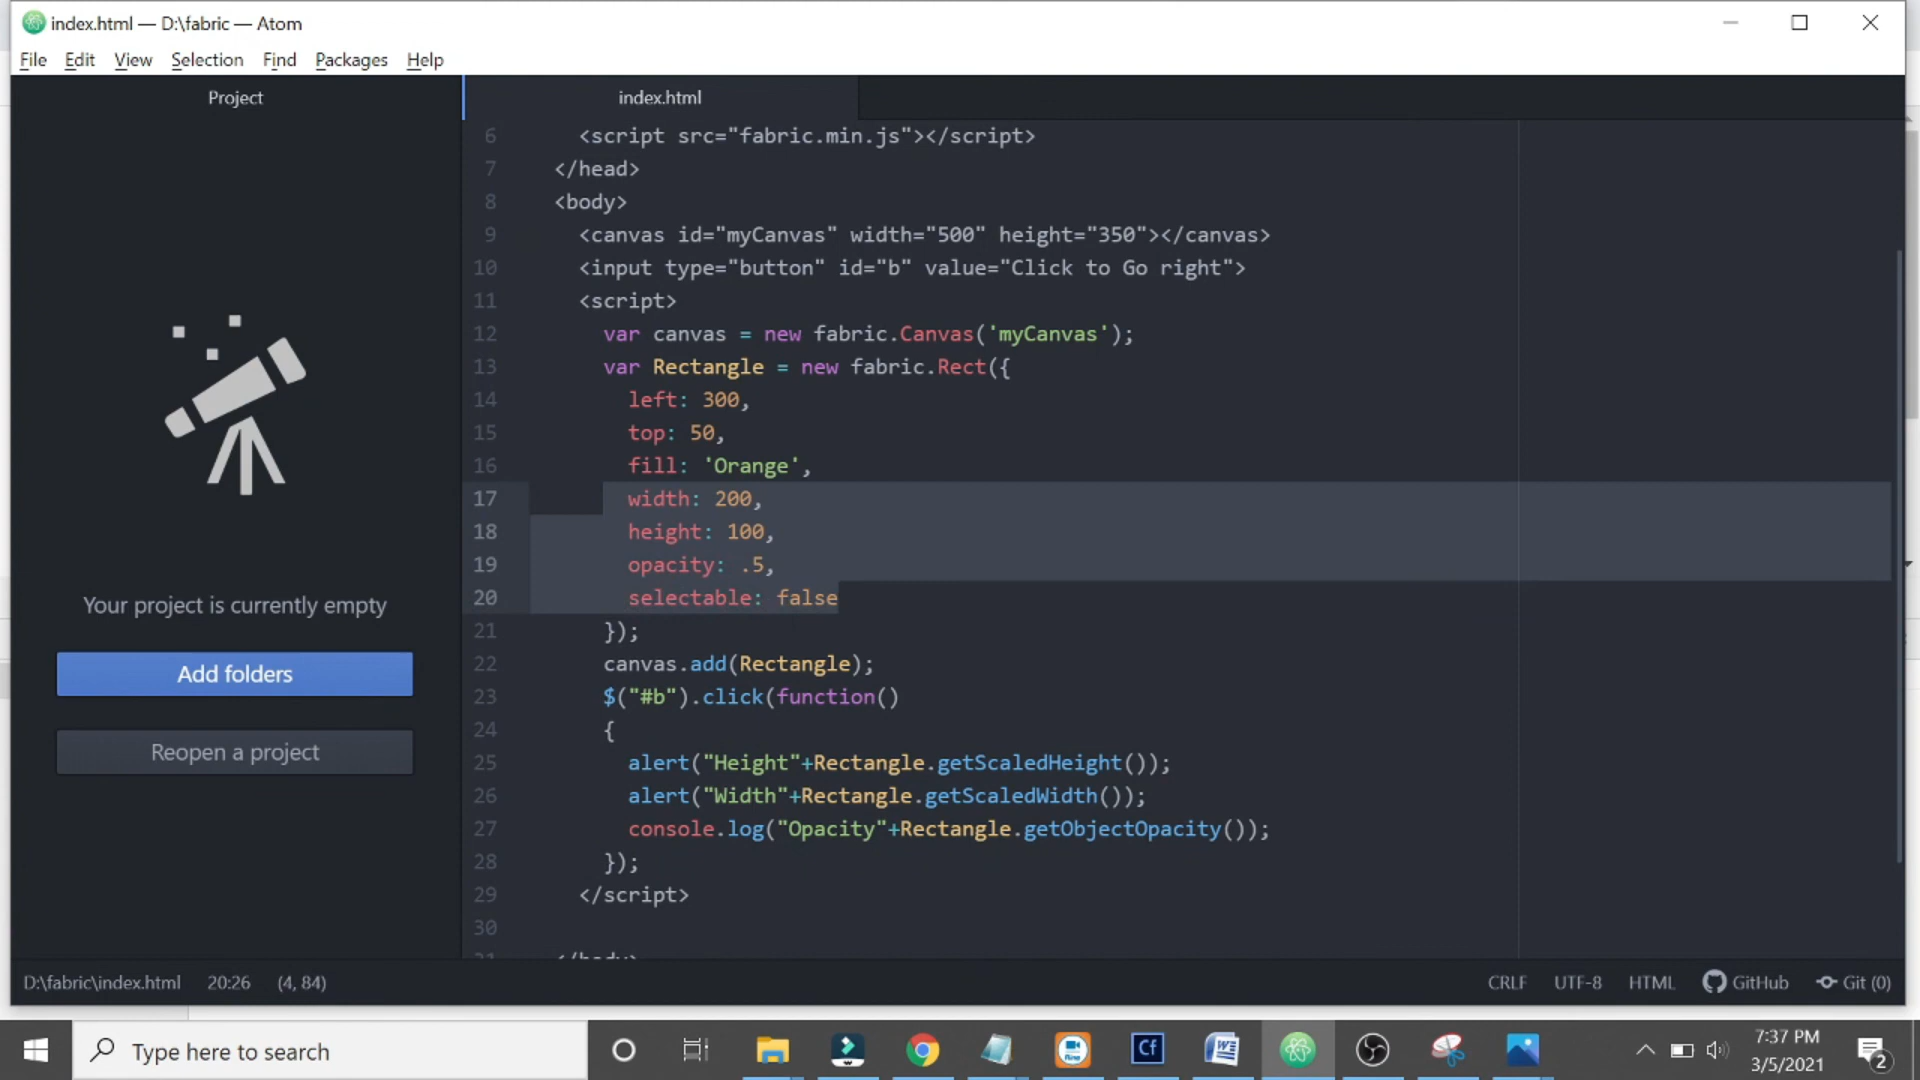 index.html — D:\fabric — Atom
File Edit View Selection Find Packages Help
Project
index.html
6 <script src="fabric.min.js"></script>
7 </head>
8 <body>
9 <canvas id="myCanvas" width="500" height="350"></canvas>
10 <input type="button" id="b" value="Click to Go right">
11 <script>
12 var canvas = new fabric.Canvas('myCanvas');
13 var Rectangle = new fabric.Rect({
14 left: 300,
15 top: 50,
16 fill: 'Orange',
17 width: 200,
18 height: 100,
19 opacity: .5,
20 selectable: false
21 });
22 canvas.add(Rectangle);
23 $("#b").click(function()
24 {
25 alert("Height"+Rectangle.getScaledHeight());
26 alert("Width"+Rectangle.getScaledWidth());
27 console.log("Opacity"+Rectangle.getObjectOpacity());
28 });
29 </script>
30
31 </body>
Your project is currently empty
Add folders
Reopen a project
D:\fabric\index.html 20:26 (4, 84) CRLF UTF-8 HTML GitHub Git (0)
Type here to search
Cf
7:37 PM
3/5/2021
2